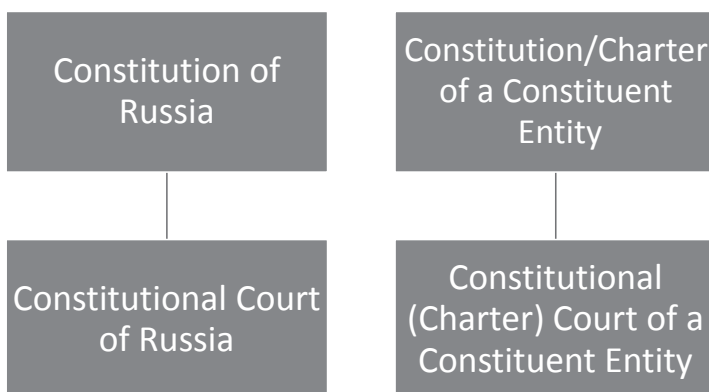 Constitution of
Russia
Constitution/Charter
of a Constituent
Entity
Constitutional Court
of Russia
Constitutional
(Charter) Court of a
Constituent Entity